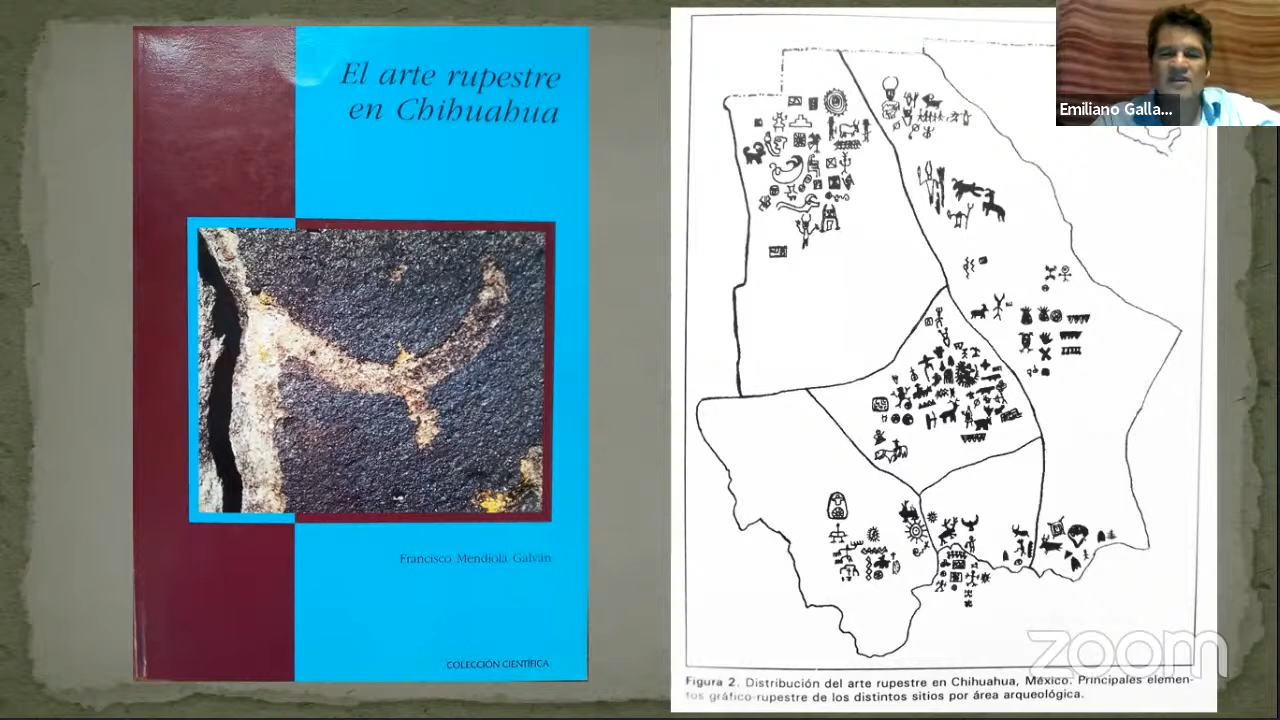 El arte rupestre
en Chihuahua
Francisco Mendiola Galván
COLECCIÓN CIENTÍFICA
Emiliano Galla...
zoom
Figura 2. Distribución del arte rupestre en Chihuahua, México. Principales elemen-
tos gráfico-rupestre de los distintos sitios por área arqueológica.